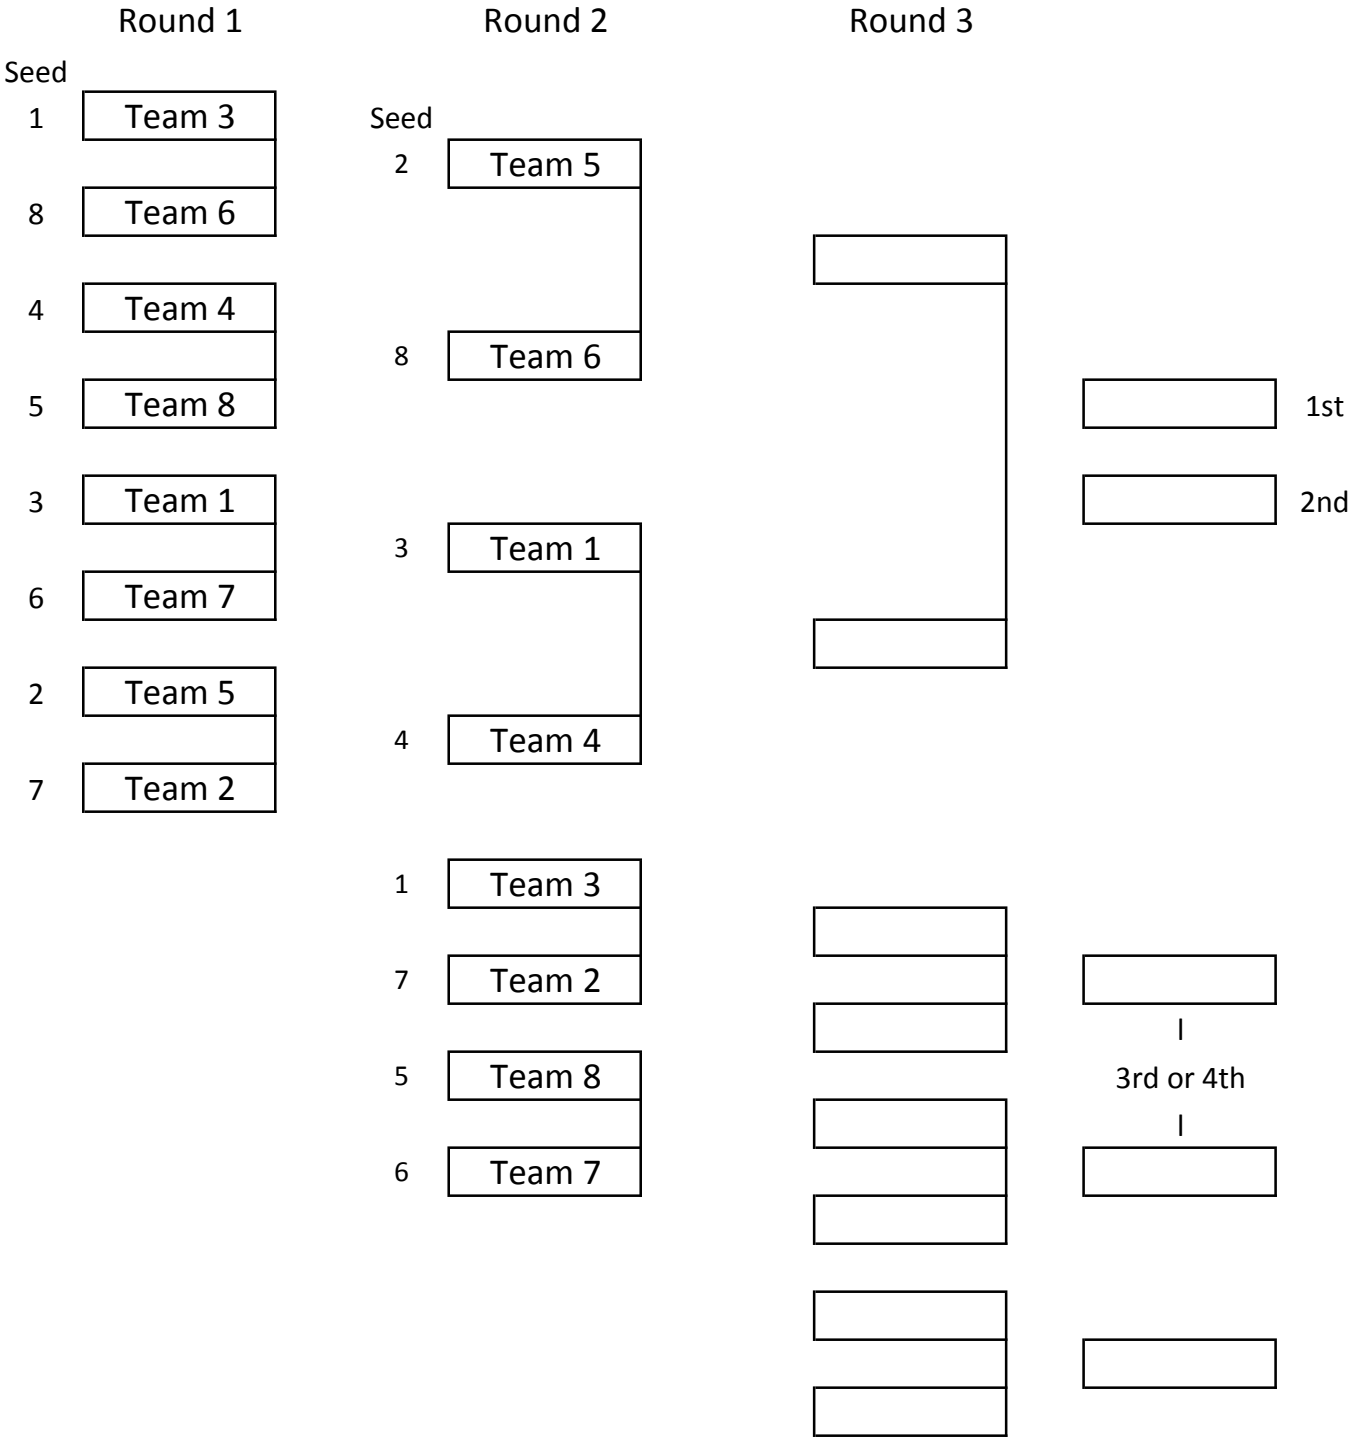 Round 1
Round 2
Round 3
Seed
1 Team 3
Seed
2 Team 5
8 Team 6
4 Team 4
8 Team 6
5 Team 8
1st
3 Team 1
2nd
3 Team 1
6 Team 7
2 Team 5
4 Team 4
7 Team 2
1 Team 3
7 Team 2
I
5 Team 8
3rd or 4th
I
6 Team 7